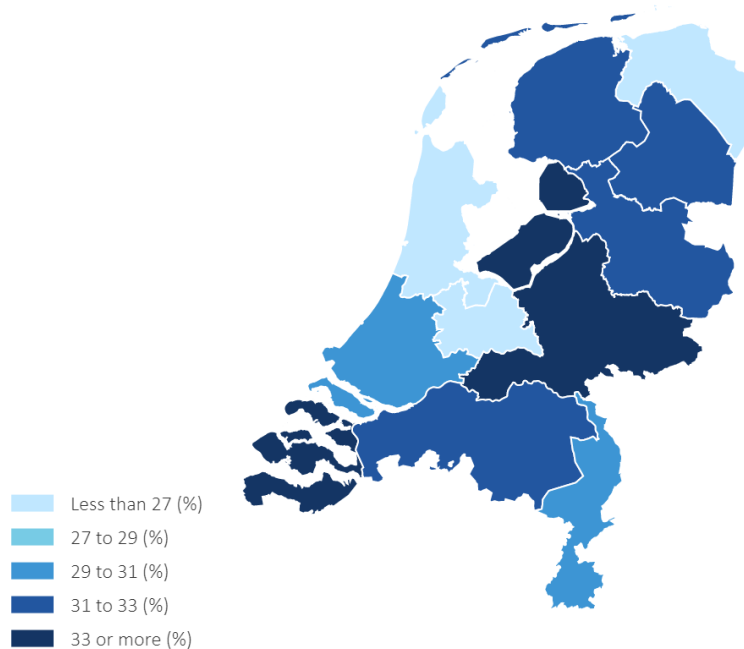 Less than 27 (%)
27 to 29 (%)
29 to 31 (%)
31 to 33 (%)
33 or more (%)